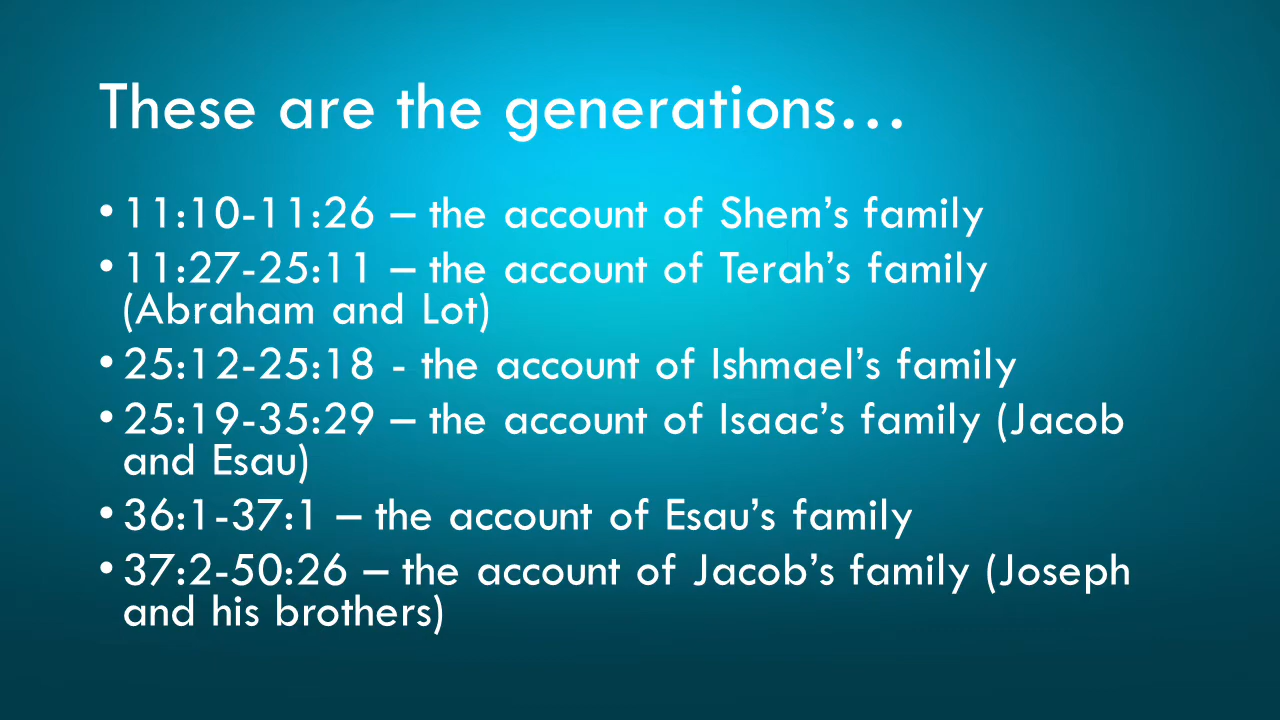 These are the generations…
• 11:10-11:26 – the account of Shem’s family
• 11:27-25:11 – the account of Terah’s family
(Abraham and Lot)
• 25:12-25:18 - the account of Ishmael’s family
• 25:19-35:29 – the account of Isaac’s family (Jacob
and Esau)
• 36:1-37:1 – the account of Esau’s family
• 37:2-50:26 – the account of Jacob’s family (Joseph
and his brothers)